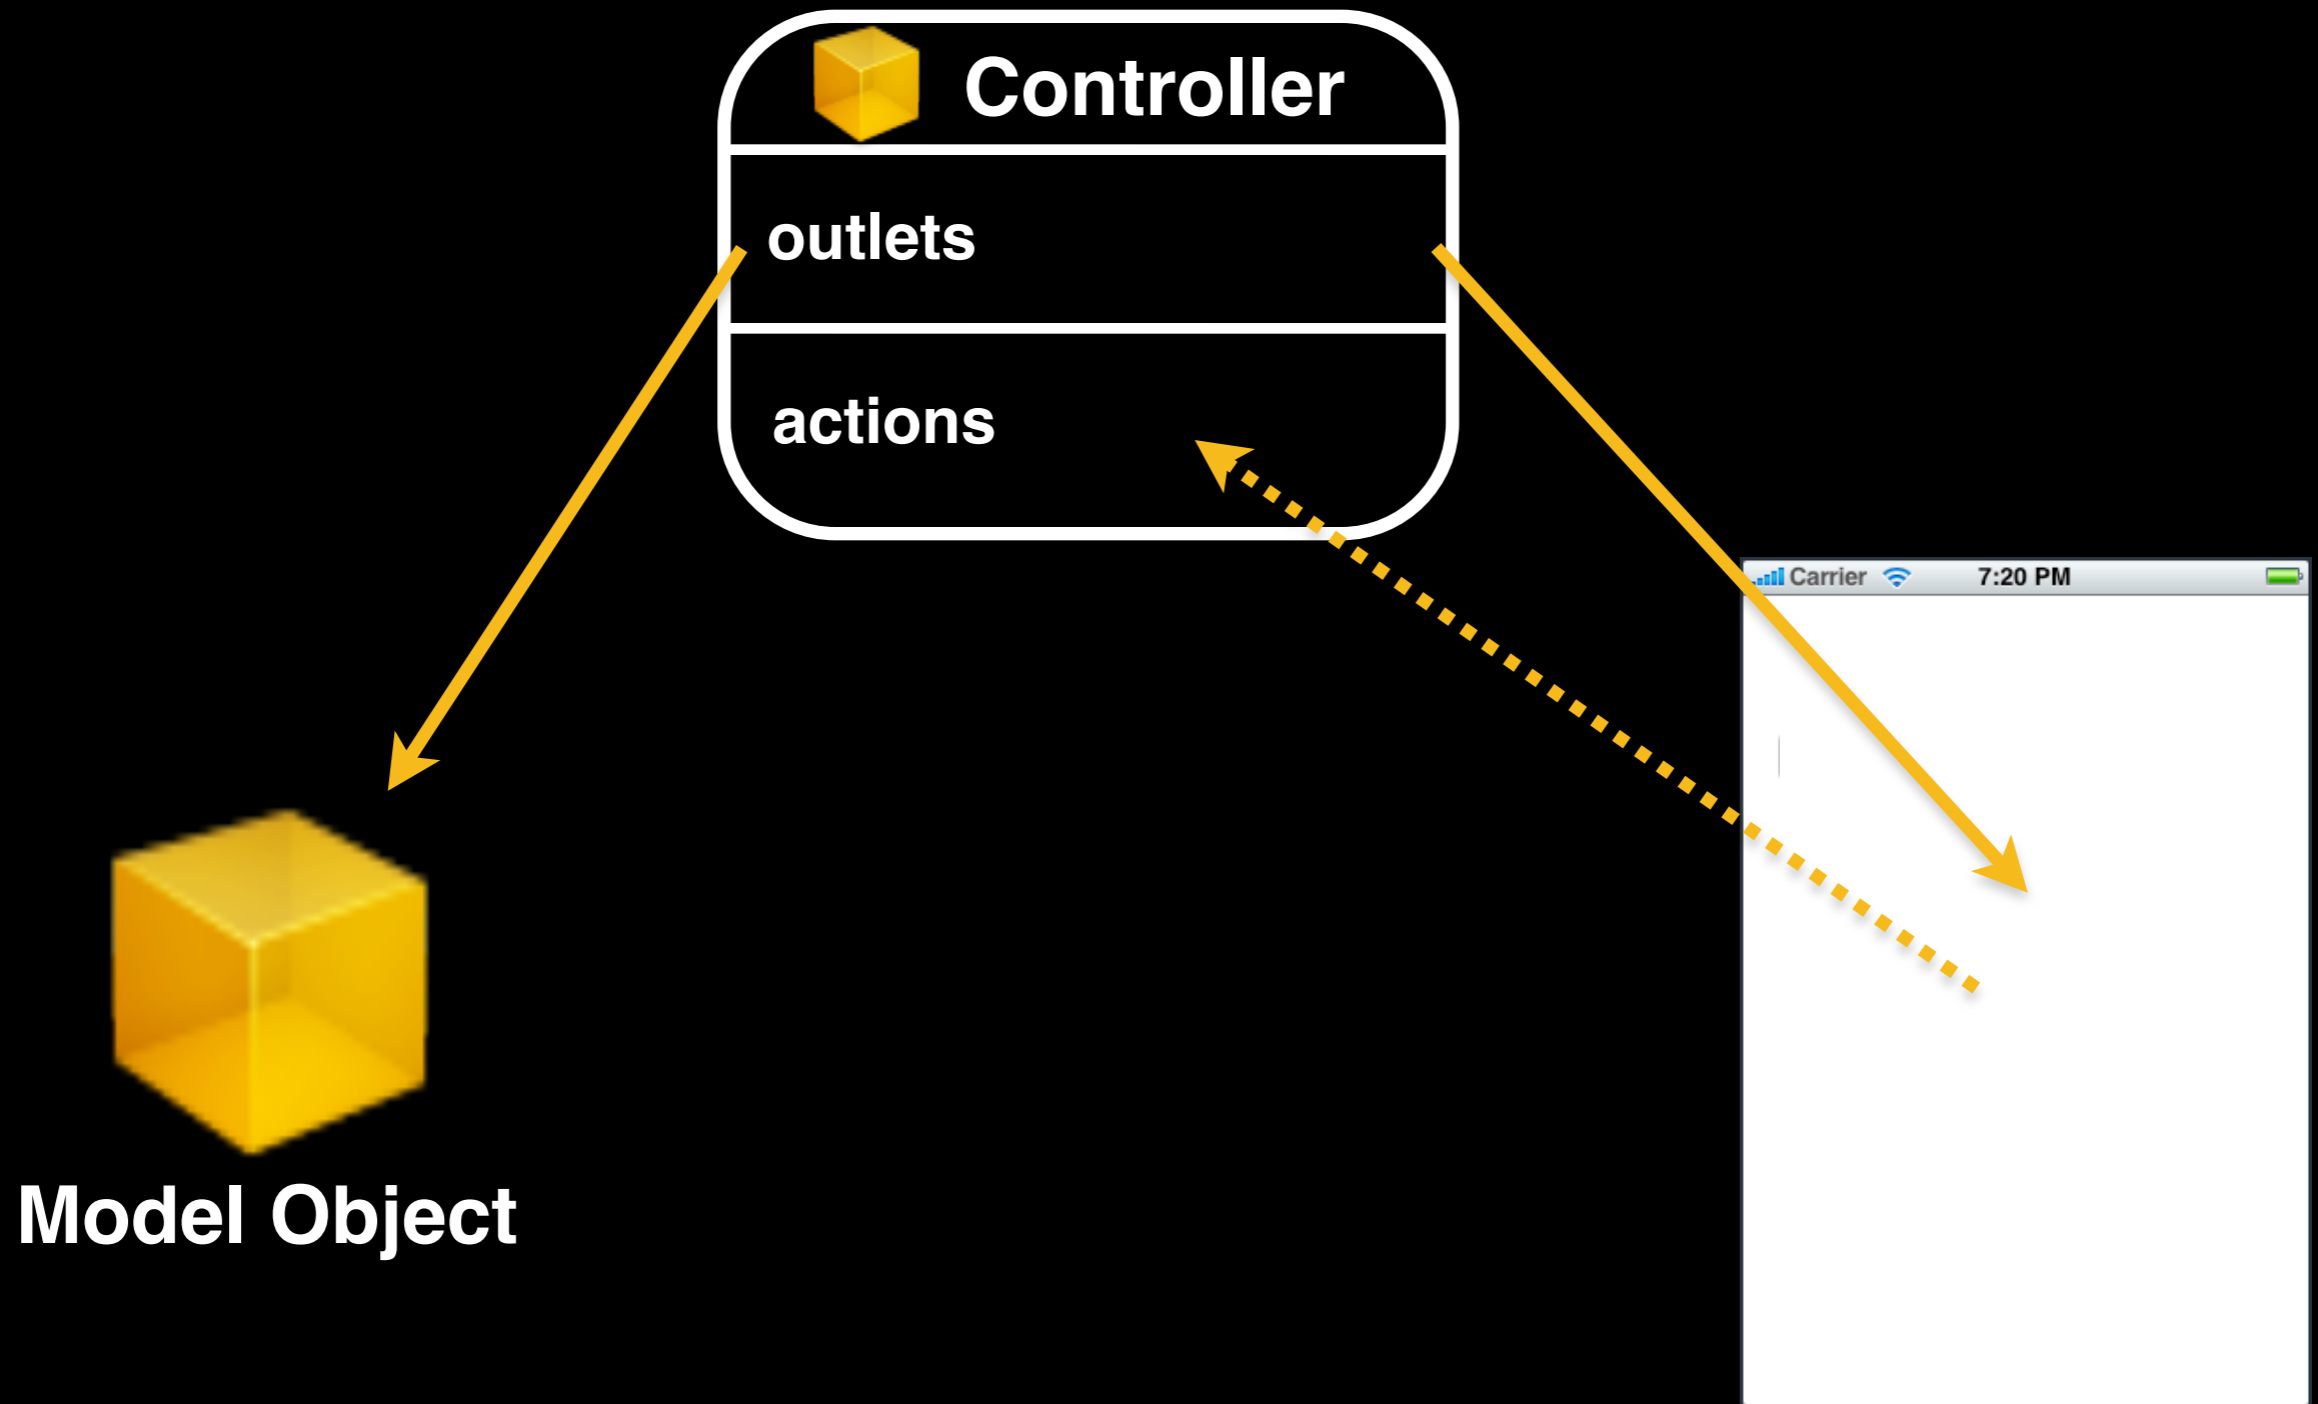 Controller
outlets
actions
Carrier 7:20 PM
Model Object